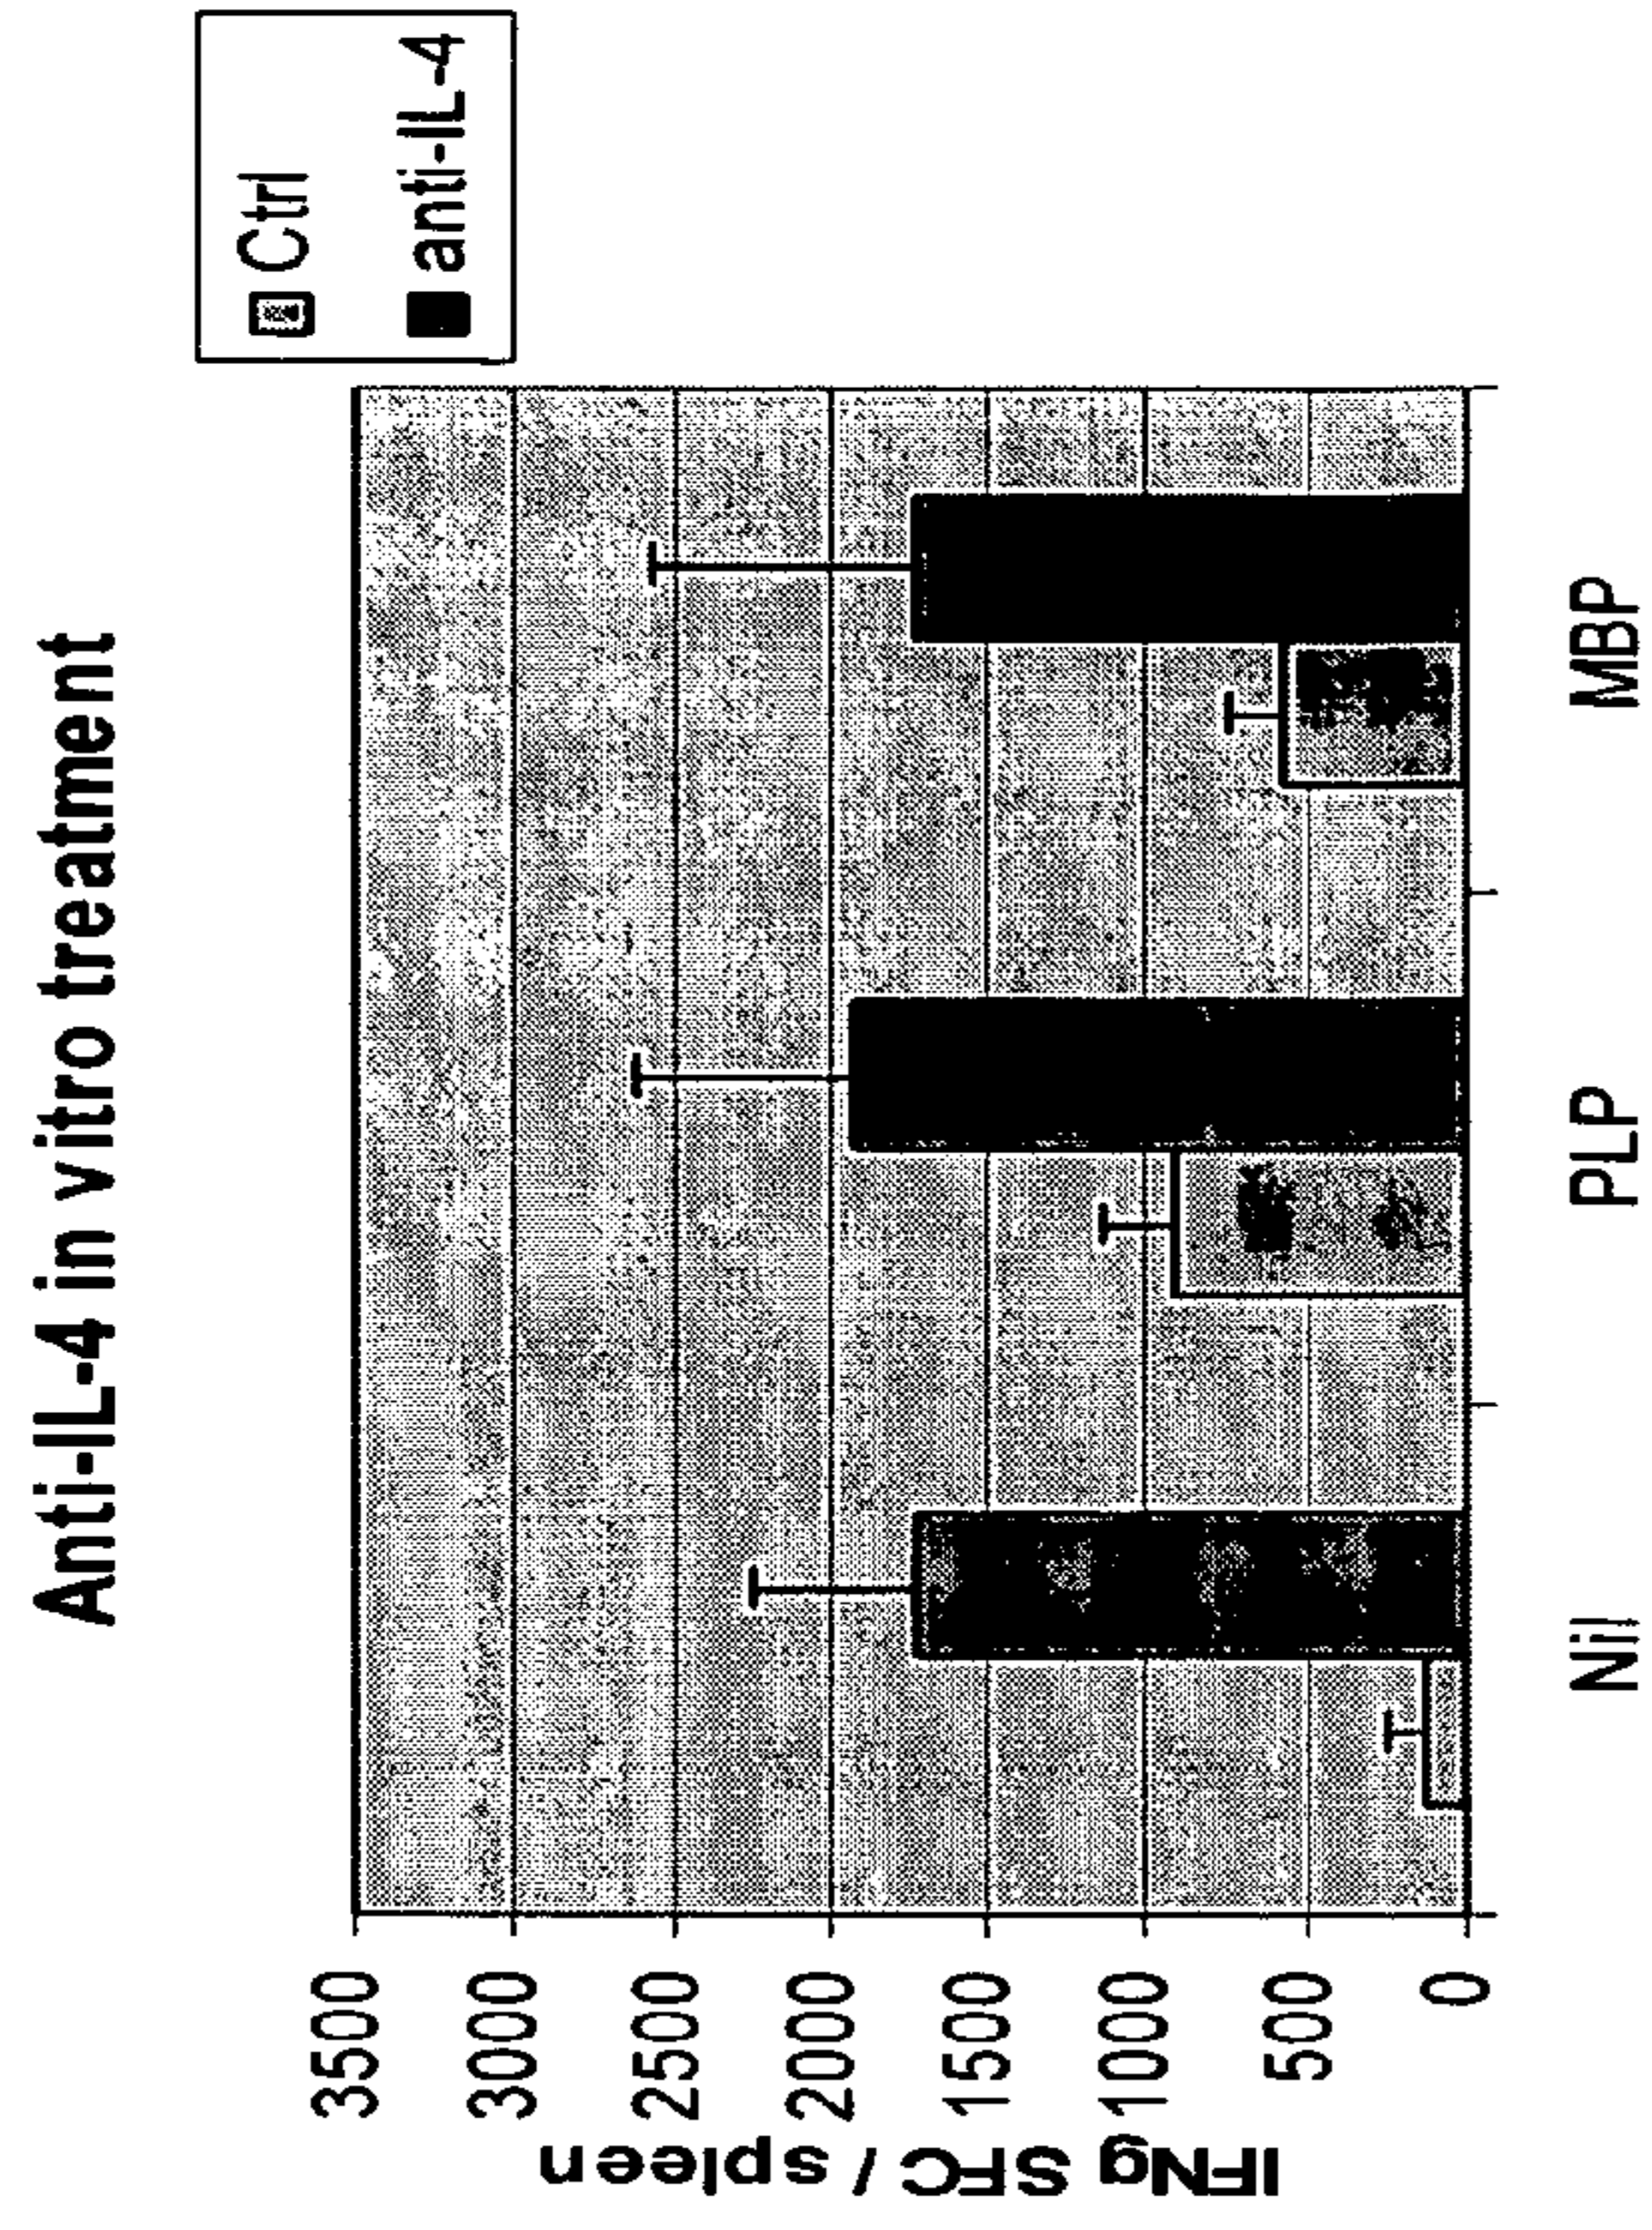 Anti-IL-4 in vitro treatment
Ctrl
anti-IL-4
IFNg SFC / spleen
3500
3000
2500
2000
1500
1000
500
0
Nil
PLP
MBP